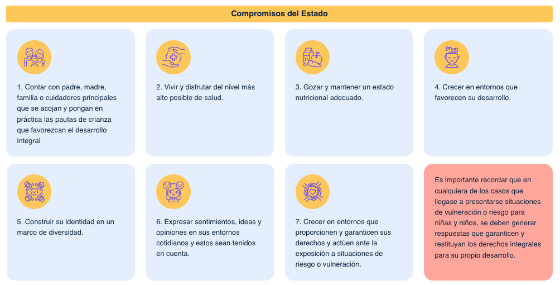 Compromisos del Estado
1. Contar con padre, madre,
familia o cuidadores principales
que se acojan y pongan en
práctica las pautas de crianza
que favorezcan el desarrollo
integral
2. Vivir y disfrutar del nivel más
alto posible de salud.
3. Gozar y mantener un estado
nutricional adecuado.
4. Crecer en entornos que
favorecen su desarrollo.
5. Construir su identidad en un
marco de diversidad.
6. Expresar sentimientos, ideas y
opiniones en sus entornos
cotidianos y estos sean tenidos
en cuenta.
7. Crecer en entornos que
proporcionen y garanticen sus
derechos y actúen ante la
exposición a situaciones de
riesgo o vulneración.
Es importante recordar que en
cualquiera de los casos que
llegase a presentarse situaciones
de vulneración o riesgo para
niñas y niños, se deben generar
respuestas que garanticen y
restituyan los derechos integrales
para su propio desarrollo.